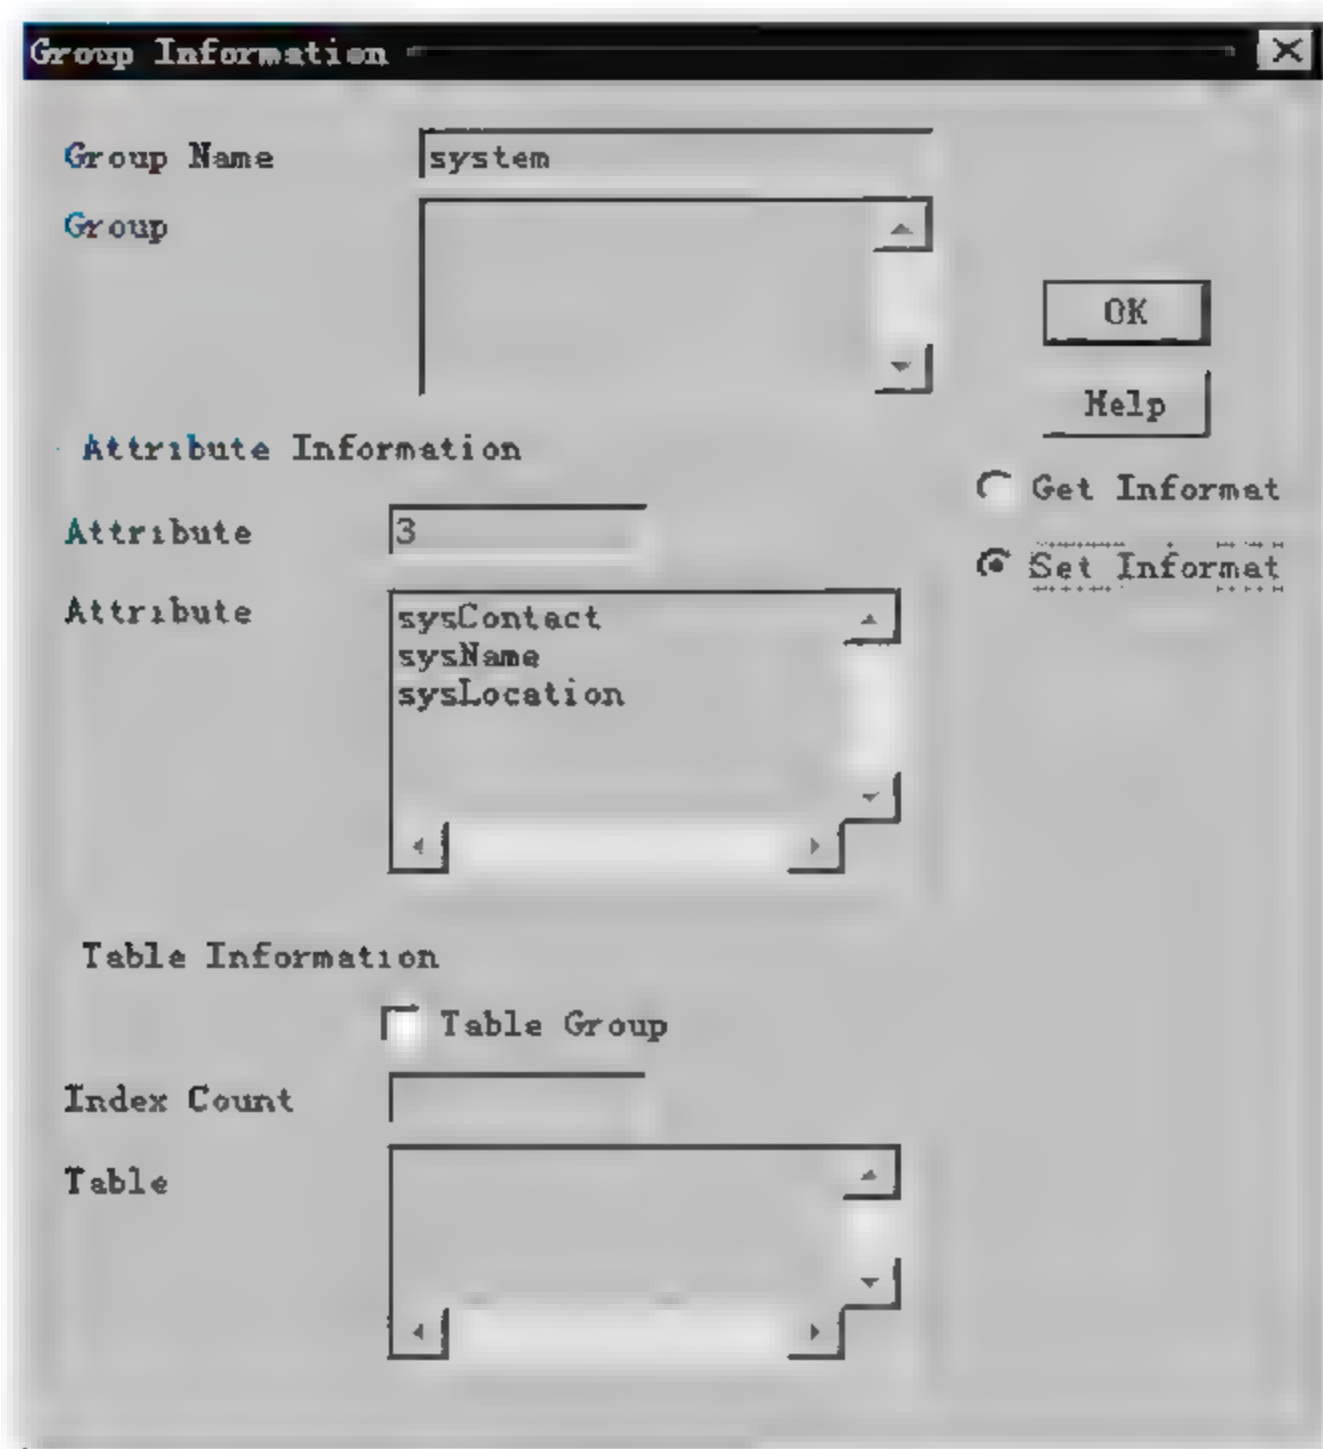 Group Information
Group Name
system
Group
OK
Help
Attribute Information
Get Informat
Attribute
3
Set Informat
Attribute
sysContact
sysName
sysLocation
Table Information
Table Group
Index Count
Table